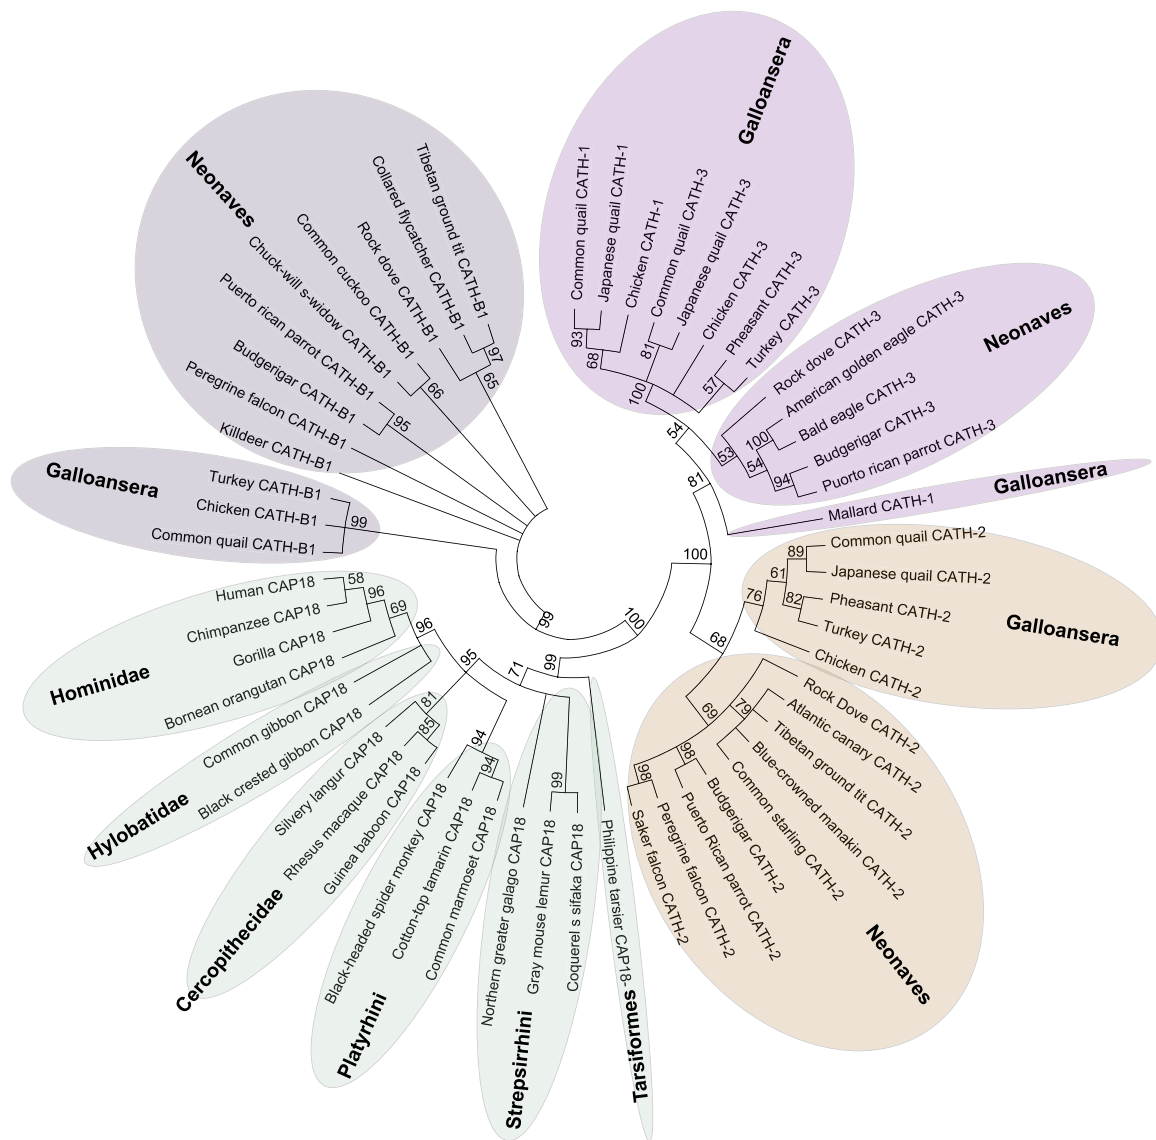 Galloansera
Common quail CATH-1
Japanese quail CATH-1
Chicken CATH-1
Common quail CATH-3
Japanese quail CATH-3
Chicken CATH-3
Pheasant CATH-3
Turkey CATH-3
93
68
81
100
57
54
Neonaves
Rock dove CATH-3
American golden eagle CATH-3
Bald eagle CATH-3
Budgerigar CATH-3
Puorto rican parrot CATH-3
53
100
54
94
81
Galloansera
Mallard CATH-1
100
Galloansera
Common quail CATH-2
Japanese quail CATH-2
Pheasant CATH-2
Turkey CATH-2
Chicken CATH-2
89
61
82
76
68
Neonaves
Rock Dove CATH-2
Atlantic canary CATH-2
Tibetan ground tit CATH-2
Blue-crowned manakin CATH-2
Common starling CATH-2
Budgerigar CATH-2
Puerto Rican parrot CATH-2
Peregrine falcon CATH-2
Saker falcon CATH-2
79
69
98
98
100
99
Tarsiformes
Philippine tarsier CAP18-
71
Strepsirrhini
Coquerel s sifaka CAP18
Gray mouse lemur CAP18
Northern greater galago CAP18
99
95
Platyrhini
Common marmoset CAP18
Cotton-top tamarin CAP18
Black-headed spider monkey CAP18
94
94
Cercopithecidae
Guinea baboon CAP18
Rhesus macaque CAP18
Silvery langur CAP18
81
85
96
Hylobatidae
Black crested gibbon CAP18
Common gibbon CAP18
Hominidae
Bornean orangutan CAP18
Gorilla CAP18
Chimpanzee CAP18
Human CAP18
58
96
69
99
Galloansera
Common quail CATH-B1
Chicken CATH-B1
Turkey CATH-B1
99
Neonaves
Killdeer CATH-B1
Peregrine falcon CATH-B1
Budgerigar CATH-B1
Puerto rican parrot CATH-B1
Chuck-will s-widow CATH-B1
Common cuckoo CATH-B1
Rock dove CATH-B1
Collared flycatcher CATH-B1
Tibetan ground tit CATH-B1
95
66
65
97